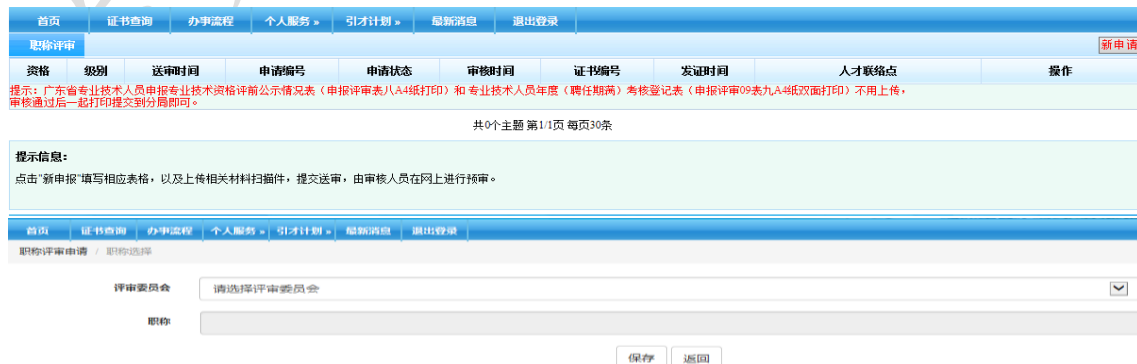 首页 证书查询 办事流程 个人服务» 引才计划» 最新消息 退出登录
职称评审 新申请
资格 级别 送审时间 申请编号 申请状态 审核时间 证书编号 发证时间 人才联络点 操作
提示：广东省专业技术人员申报专业技术资格评前公示情况表（申报评审表八A4纸打印）和 专业技术人员年度（聘任期满）考核登记表（申报评审09表九A4纸双面打印）不用上传，
审核通过后一起打印提交到分局即可。
共0个主题 第1/1页 每页30条
提示信息：
点击"新申报"填写相应表格，以及上传相关材料扫描件，提交送审，由审核人员在网上进行预审。
首页 证书查询 办事流程 个人服务» 引才计划» 最新消息 退出登录
职称评审申请 / 职称选择
评审委员会 请选择评审委员会
职称
保存 返回